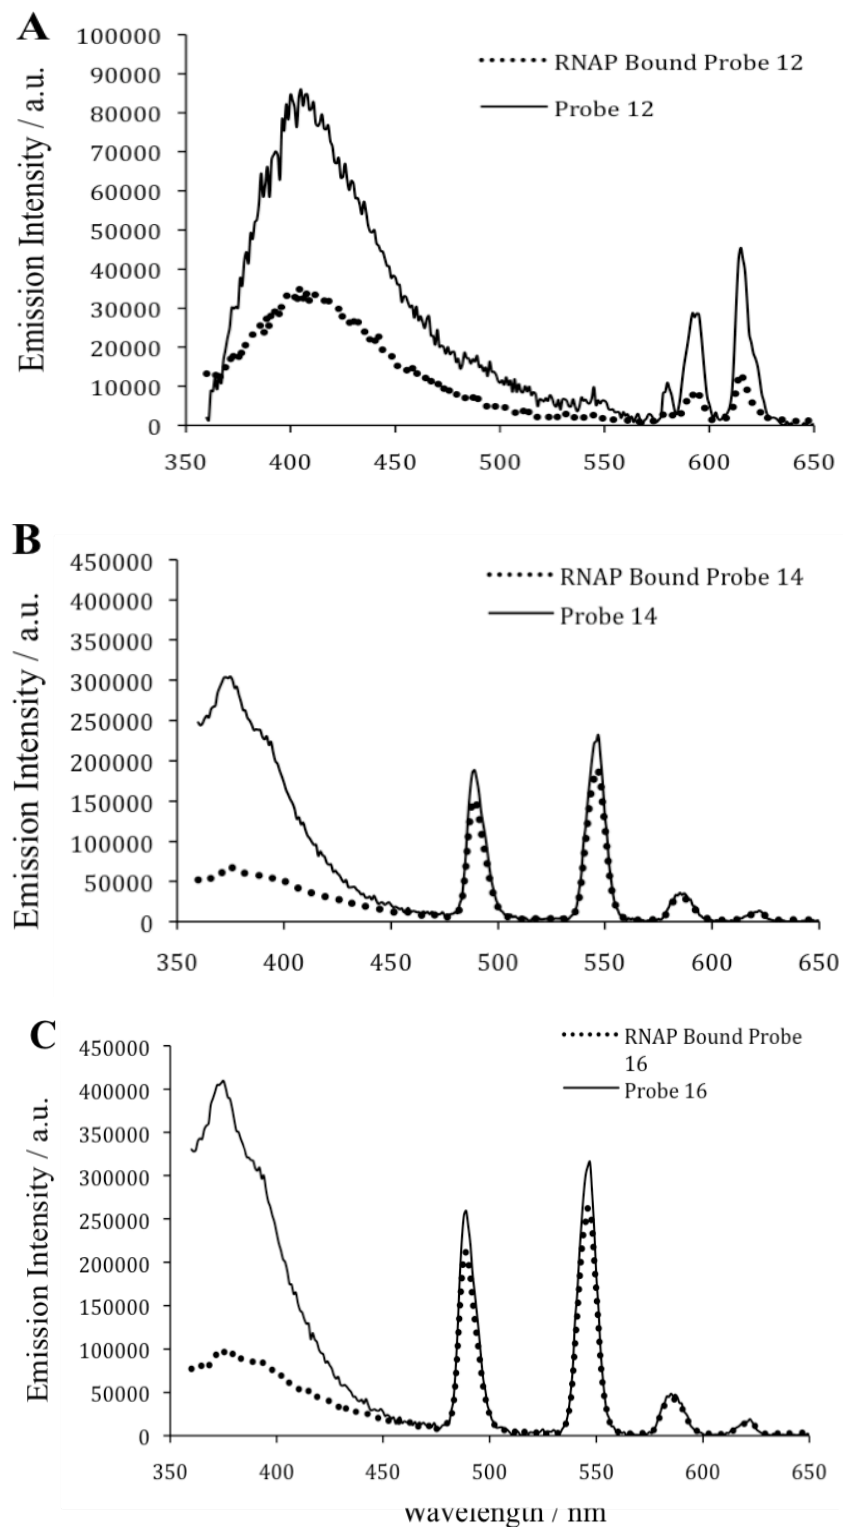 A
100000
90000
80000
70000
60000
50000
40000
30000
20000
10000
0
350 400 450 500 550 600 650
Emission Intensity / a.u.
RNAP Bound Probe 12
Probe 12
B
450000
400000
350000
300000
250000
200000
150000
100000
50000
0
350 400 450 500 550 600 650
Emission Intensity / a.u.
RNAP Bound Probe 14
Probe 14
C
450000
400000
350000
300000
250000
200000
150000
100000
50000
0
350 400 450 500 550 600 650
Emission Intensity / a.u.
RNAP Bound Probe
16
Probe 16
Wavelength / nm